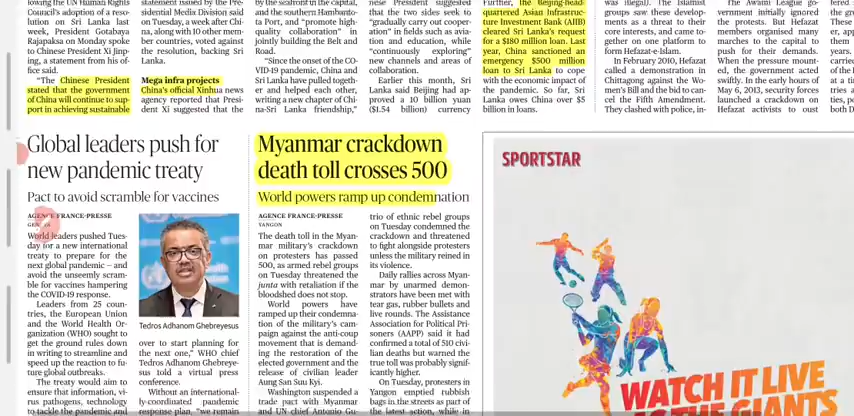 lowing the UN Human Rights
Council's adoption of a reso-
lution on Sri Lanka last
week, President Gotabaya
Rajapaksa on Monday spoke
to Chinese President Xi Jinp-
ing, a statement from his of-
fice said.
"The Chinese President
stated that the government
of China will continue to sup-
port in achieving sustainable
statement issued by the Pre-
sidential Media Division said
on Tuesday, a week after Chi-
na, along with 10 other mem-
ber countries, voted against
the resolution, backing Sri
Lanka.
Mega infra projects
China's official Xinhua news
agency reported that Presi-
dent Xi suggested that the
by the seafront in the capital,
and the southern Hambanto-
ta Port, and "promote high-
quality collaboration" in
jointly building the Belt and
Road.
"Since the onset of the CO-
VID-19 pandemic, China and
Sri Lanka have pulled togeth-
er and helped each other,
writing a new chapter of Chi-
na-Sri Lanka friendship,"
nese President suggested
that the two sides seek to
"gradually carry out cooper-
ation" in fields such as avia-
tion and education, while
"continuously exploring"
new channels and areas of
collaboration.
Earlier this month, Sri
Lanka said Beijing had ap-
proved a 10 billion yuan
($1.54 billion) currency
Further, The Beijing-head-
quartered Asian Infrastruc-
ture Investment Bank (AIIB)
cleared Sri Lanka's request
for a $180 million loan. Last
year, China sanctioned an
emergency $500 million
loan to Sri Lanka to cope
with the economic impact of
the pandemic. So far, Sri
Lanka owes China over $5
billion in loans.
was illegal). The Islamist
groups saw these develop-
ments as a threat to their
core interests, and came to-
gether on one platform to
form Hefazat-e-Islam.
In February 2010, Hefazat
called a demonstration in
Chittagong against the Wo-
men's Bill and the bid to can-
cel the Fifth Amendment.
They clashed with police, in-
The Awami League go-
vernment initially ignored
the protests. But Hefazat
members organised many
marches to the capital to
push for their demands.
When the pressure mount-
ed, the government acted
swiftly. In the early hours of
May 6, 2013, security forces
launched a crackdown on
Hefazat activists to oust
Global leaders push for
new pandemic treaty
Pact to avoid scramble for vaccines
AGENCE FRANCE-PRESSE
GENEVA
World leaders pushed Tues-
day for a new international
treaty to prepare for the
next global pandemic – and
avoid the unseemly scram-
ble for vaccines hampering
the COVID-19 response.
Leaders from 25 coun-
tries, the European Union
and the World Health Or-
ganization (WHO) sought to
get the ground rules down
in writing to streamline and
speed up the reaction to fu-
ture global outbreaks.
The treaty would aim to
ensure that information, vi-
rus pathogens, technology
to tackle the pandemic and
Tedros Adhanom Ghebreyesus
over to start planning for
the next one," WHO chief
Tedros Adhanom Ghebreye-
sus told a virtual press
conference.
Without an international-
ly-coordinated pandemic
response plan, "we remain
Myanmar crackdown
death toll crosses 500
World powers ramp up condemnation
AGENCE FRANCE-PRESSE
YANGON
The death toll in the Myan-
mar military's crackdown
on protesters has passed
500, as armed rebel groups
on Tuesday threatened the
junta with retaliation if the
bloodshed does not stop.
World powers have
ramped up their condemna-
tion of the military's cam-
paign against the anti-coup
movement that is demand-
ing the restoration of the
elected government and the
release of civilian leader
Aung San Suu Kyi.
Washington suspended a
trade pact with Myanmar
and UN chief Antonio Gu-
trio of ethnic rebel groups
on Tuesday condemned the
crackdown and threatened
to fight alongside protesters
unless the military reined in
its violence.
Daily rallies across Myan-
mar by unarmed demon-
strators have been met with
tear gas, rubber bullets and
live rounds. The Assistance
Association for Political Pri-
soners (AAPP) said it had
confirmed a total of 510 civi-
lian deaths but warned the
true toll was probably signif-
icantly higher.
On Tuesday, protesters in
Yangon emptied rubbish
bags in the streets as part of
the latest action, while in
SPORTSTAR
WATCH IT LIVE
AS THE GIANTS